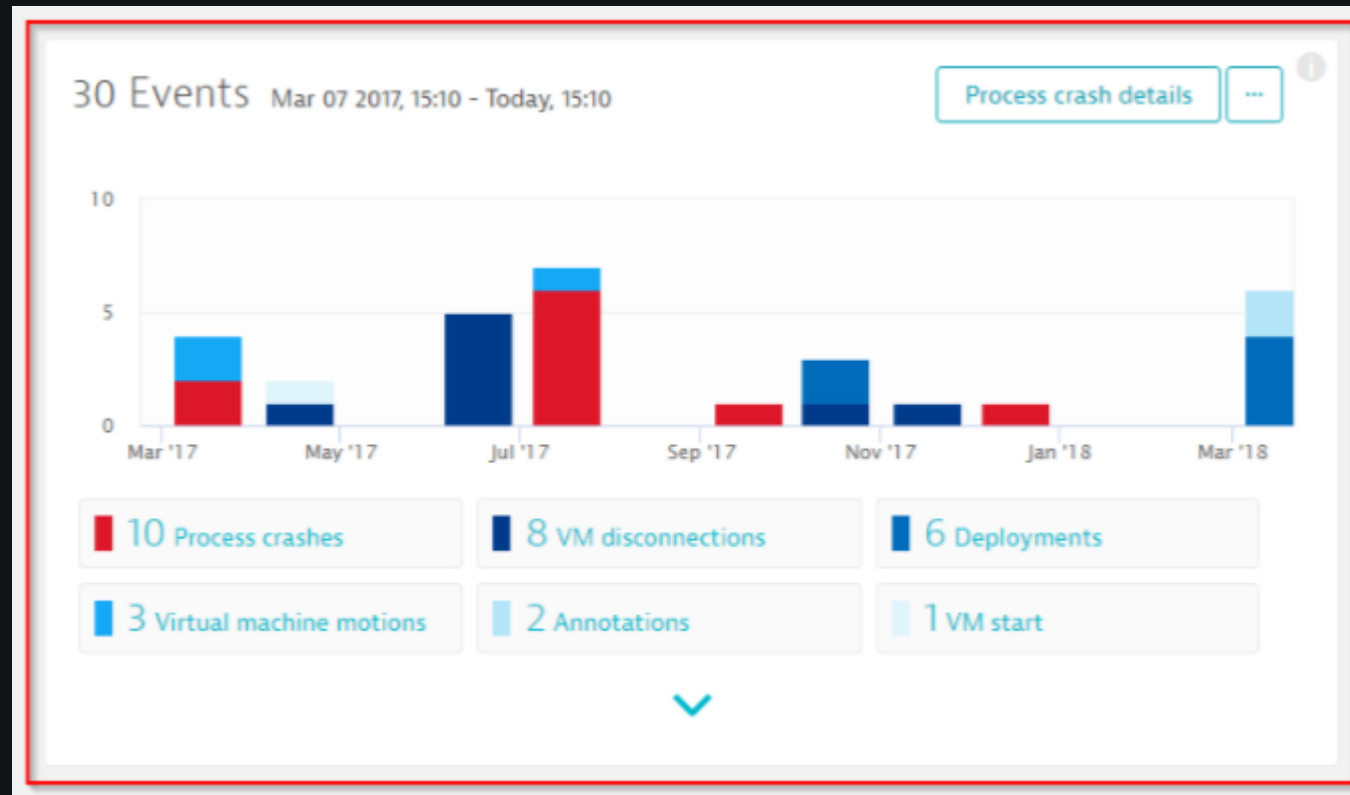 30 Events Mar 07 2017, 15:10 - Today, 15:10
Process crash details ...
10
5
0
Mar '17 May '17 Jul '17 Sep '17 Nov '17 Jan '18 Mar '18
10 Process crashes 8 VM disconnections 6 Deployments
3 Virtual machine motions 2 Annotations 1 VM start